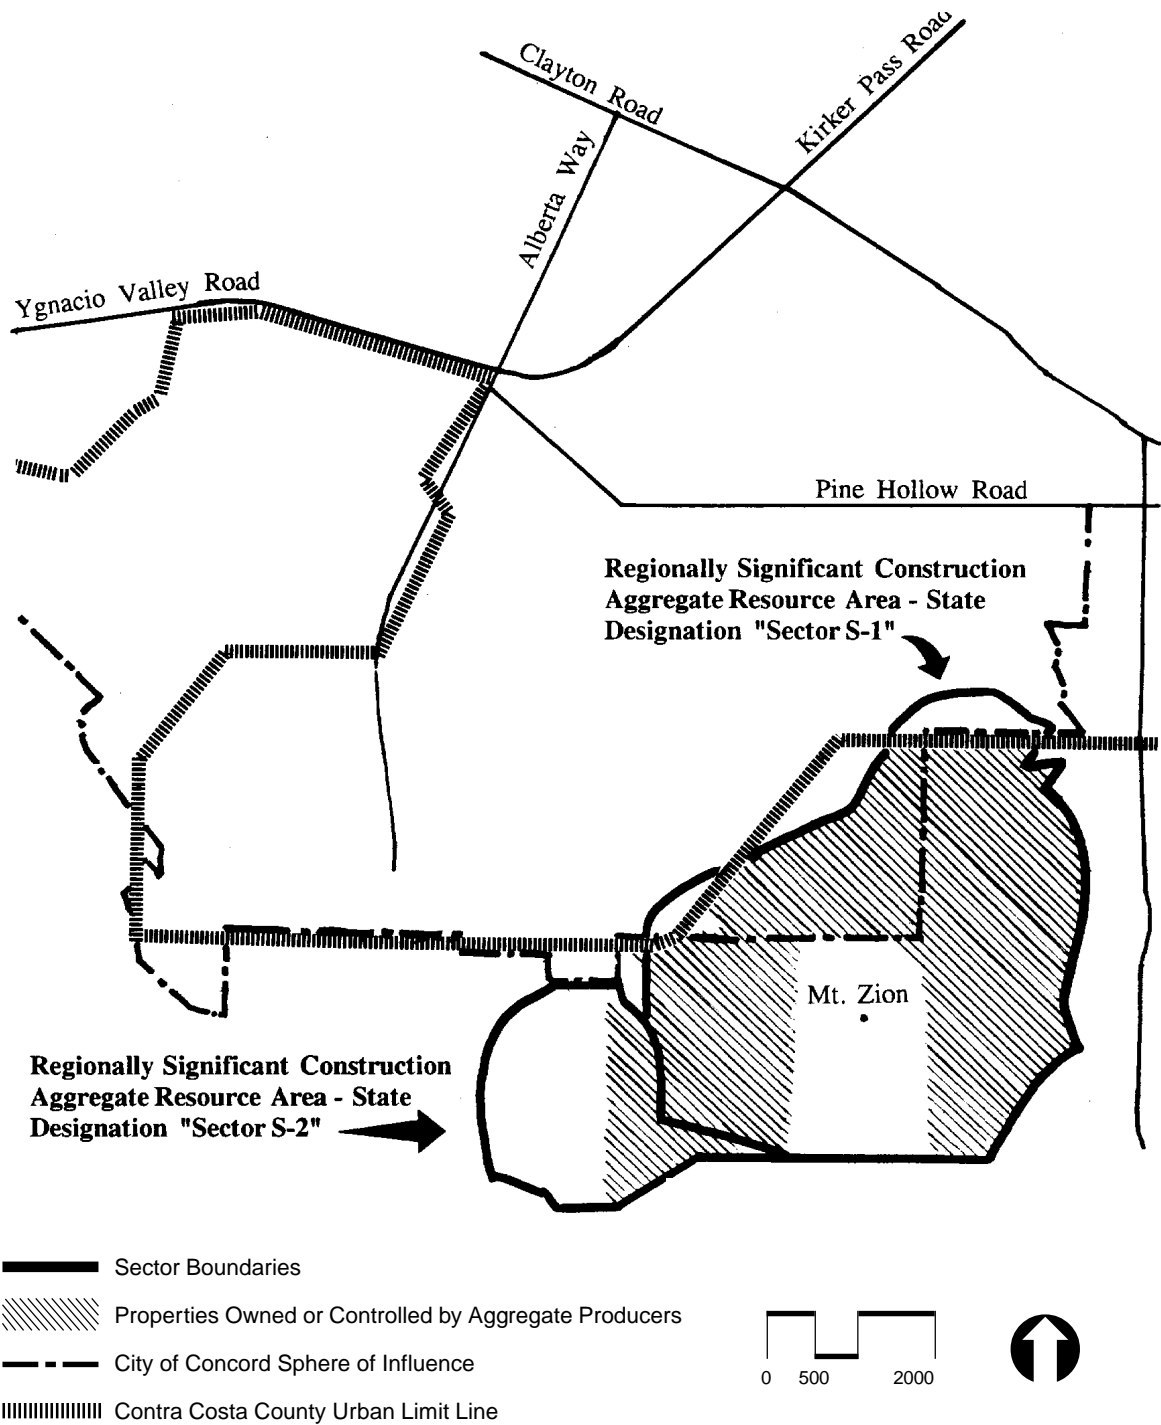 Clayton Road
Kirker Pass Road
Alberta Way
Ygnacio Valley Road
Pine Hollow Road
Regionally Significant Construction
Aggregate Resource Area - State
Designation "Sector S-1"
Mt. Zion
Regionally Significant Construction
Aggregate Resource Area - State
Designation "Sector S-2"
Sector Boundaries
Properties Owned or Controlled by Aggregate Producers
City of Concord Sphere of Influence
Contra Costa County Urban Limit Line
0 500 2000